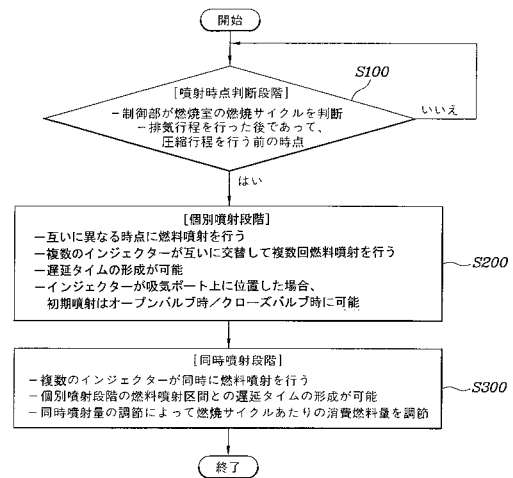 開始
S100
[噴射時点判断段階]
－制御部が燃焼室の燃焼サイクルを判断
－排気行程を行った後であって、
圧縮行程を行う前の時点
いいえ
はい
[個別噴射段階]
－互いに異なる時点に燃料噴射を行う
－複数のインジェクターが互いに交替して複数回燃料噴射を行う
－遅延タイムの形成が可能
－インジェクターが吸気ポート上に位置した場合、
初期噴射はオープンバルブ時／クローズバルブ時に可能
S200
[同時噴射段階]
－複数のインジェクターが同時に燃料噴射を行う
－個別噴射段階の燃料噴射区間との遅延タイムの形成が可能
－同時噴射量の調節によって燃焼サイクルあたりの消費燃料量を調節
S300
終了